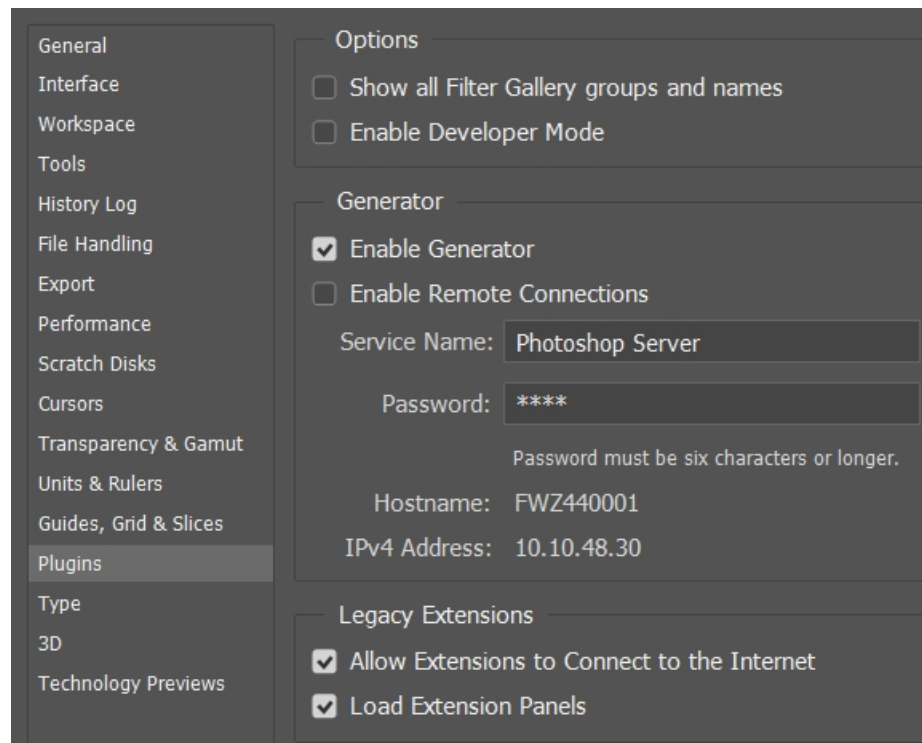 General
Interface
Workspace
Tools
History Log
File Handling
Export
Performance
Scratch Disks
Cursors
Transparency & Gamut
Units & Rulers
Guides, Grid & Slices
Plugins
Type
3D
Technology Previews
Options
Show all Filter Gallery groups and names
Enable Developer Mode
Generator
Enable Generator
Enable Remote Connections
Service Name: Photoshop Server
Password: ****
Password must be six characters or longer.
Hostname: FWZ440001
IPv4 Address: 10.10.48.30
Legacy Extensions
Allow Extensions to Connect to the Internet
Load Extension Panels